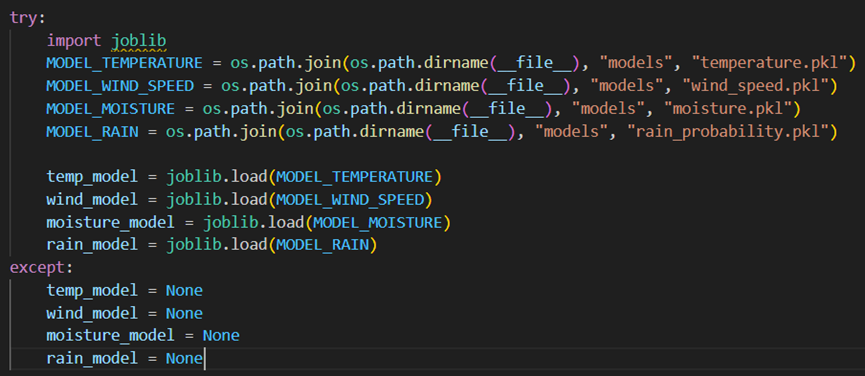 try:
    import joblib
    MODEL_TEMPERATURE = os.path.join(os.path.dirname(__file__), "models", "temperature.pkl")
    MODEL_WIND_SPEED = os.path.join(os.path.dirname(__file__), "models", "wind_speed.pkl")
    MODEL_MOISTURE = os.path.join(os.path.dirname(__file__), "models", "moisture.pkl")
    MODEL_RAIN = os.path.join(os.path.dirname(__file__), "models", "rain_probability.pkl")

    temp_model = joblib.load(MODEL_TEMPERATURE)
    wind_model = joblib.load(MODEL_WIND_SPEED)
    moisture_model = joblib.load(MODEL_MOISTURE)
    rain_model = joblib.load(MODEL_RAIN)
except:
    temp_model = None
    wind_model = None
    moisture_model = None
    rain_model = None